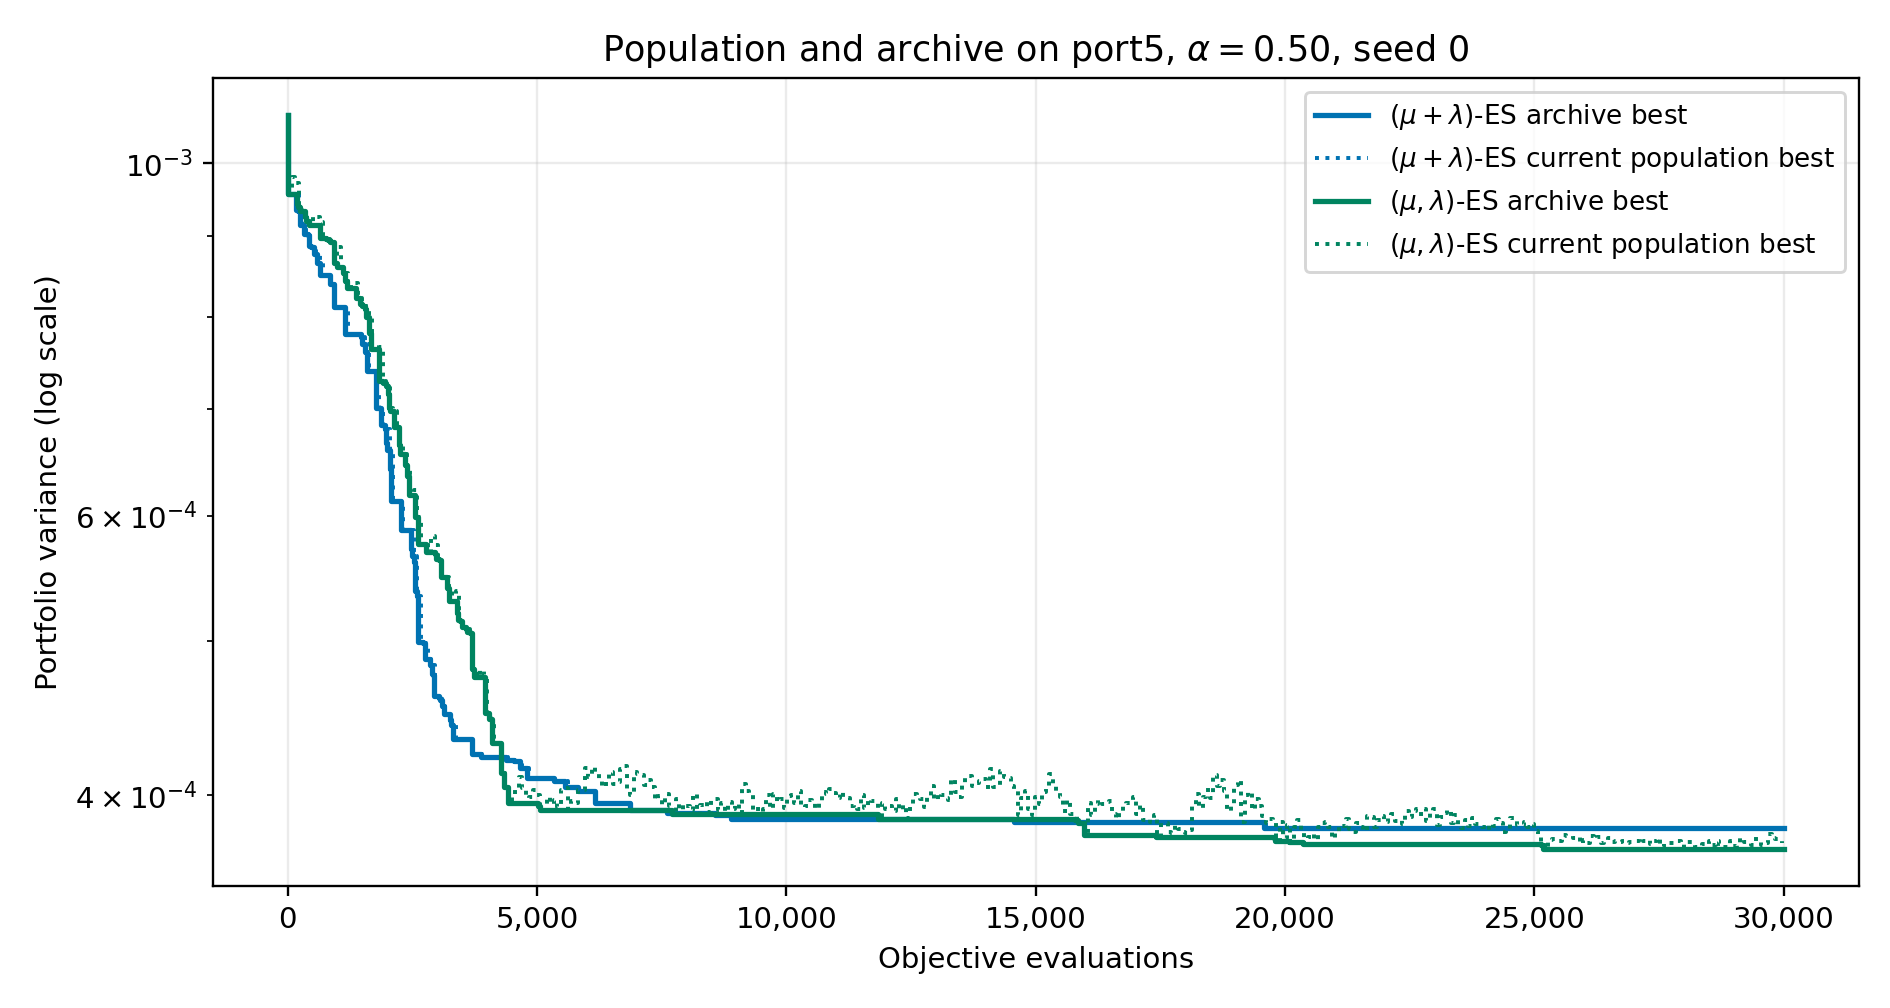 Population and archive on port5, α = 0.50, seed 0
(μ + λ)-ES archive best
(μ + λ)-ES current population best
(μ, λ)-ES archive best
(μ, λ)-ES current population best
Portfolio variance (log scale)
10⁻³
6 × 10⁻⁴
4 × 10⁻⁴
0 5,000 10,000 15,000 20,000 25,000 30,000
Objective evaluations